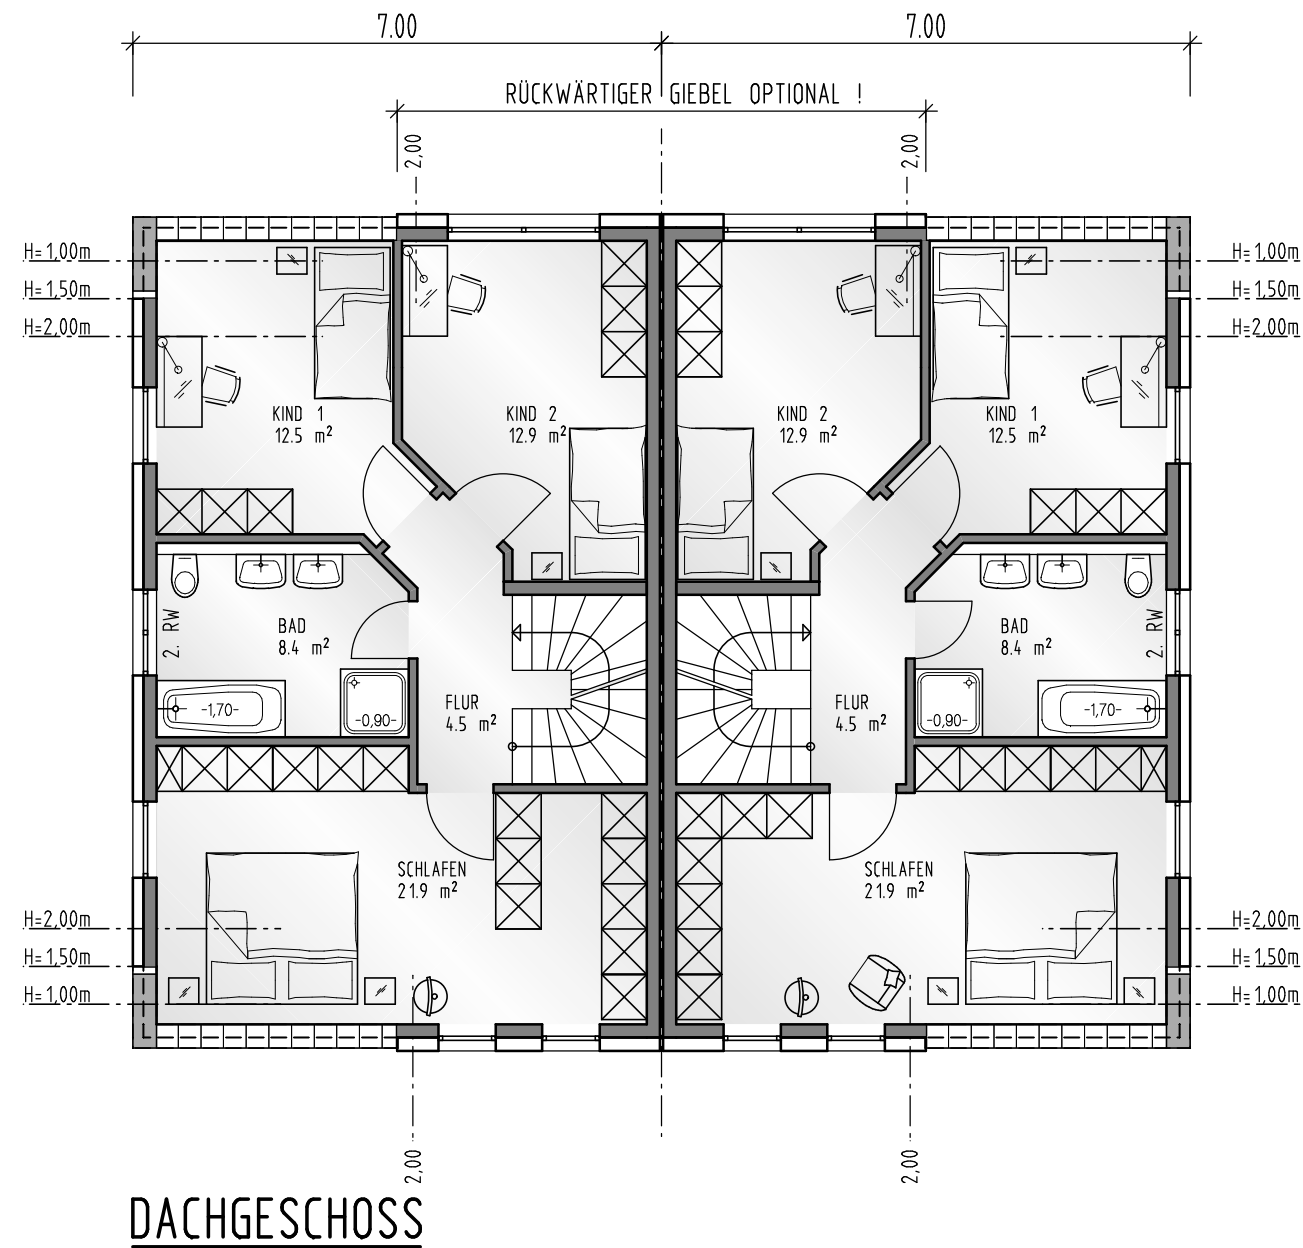 7.00
7.00
RÜCKWÄRTIGER GIEBEL OPTIONAL !
2,00
2,00
H=1,00m
H=1,50m
H=2,00m
H=1,00m
H=1,50m
H=2,00m
KIND 1
12.5 m²
KIND 2
12.9 m²
KIND 2
12.9 m²
KIND 1
12.5 m²
2. RW
BAD
8.4 m²
BAD
8.4 m²
2. RW
-1,70-
-0,90-
FLUR
4.5 m²
FLUR
4.5 m²
-0,90-
-1,70-
SCHLAFEN
21.9 m²
SCHLAFEN
21.9 m²
H=2,00m
H=1,50m
H=1,00m
H=2,00m
H=1,50m
H=1,00m
2,00
2,00
DACHGESCHOSS